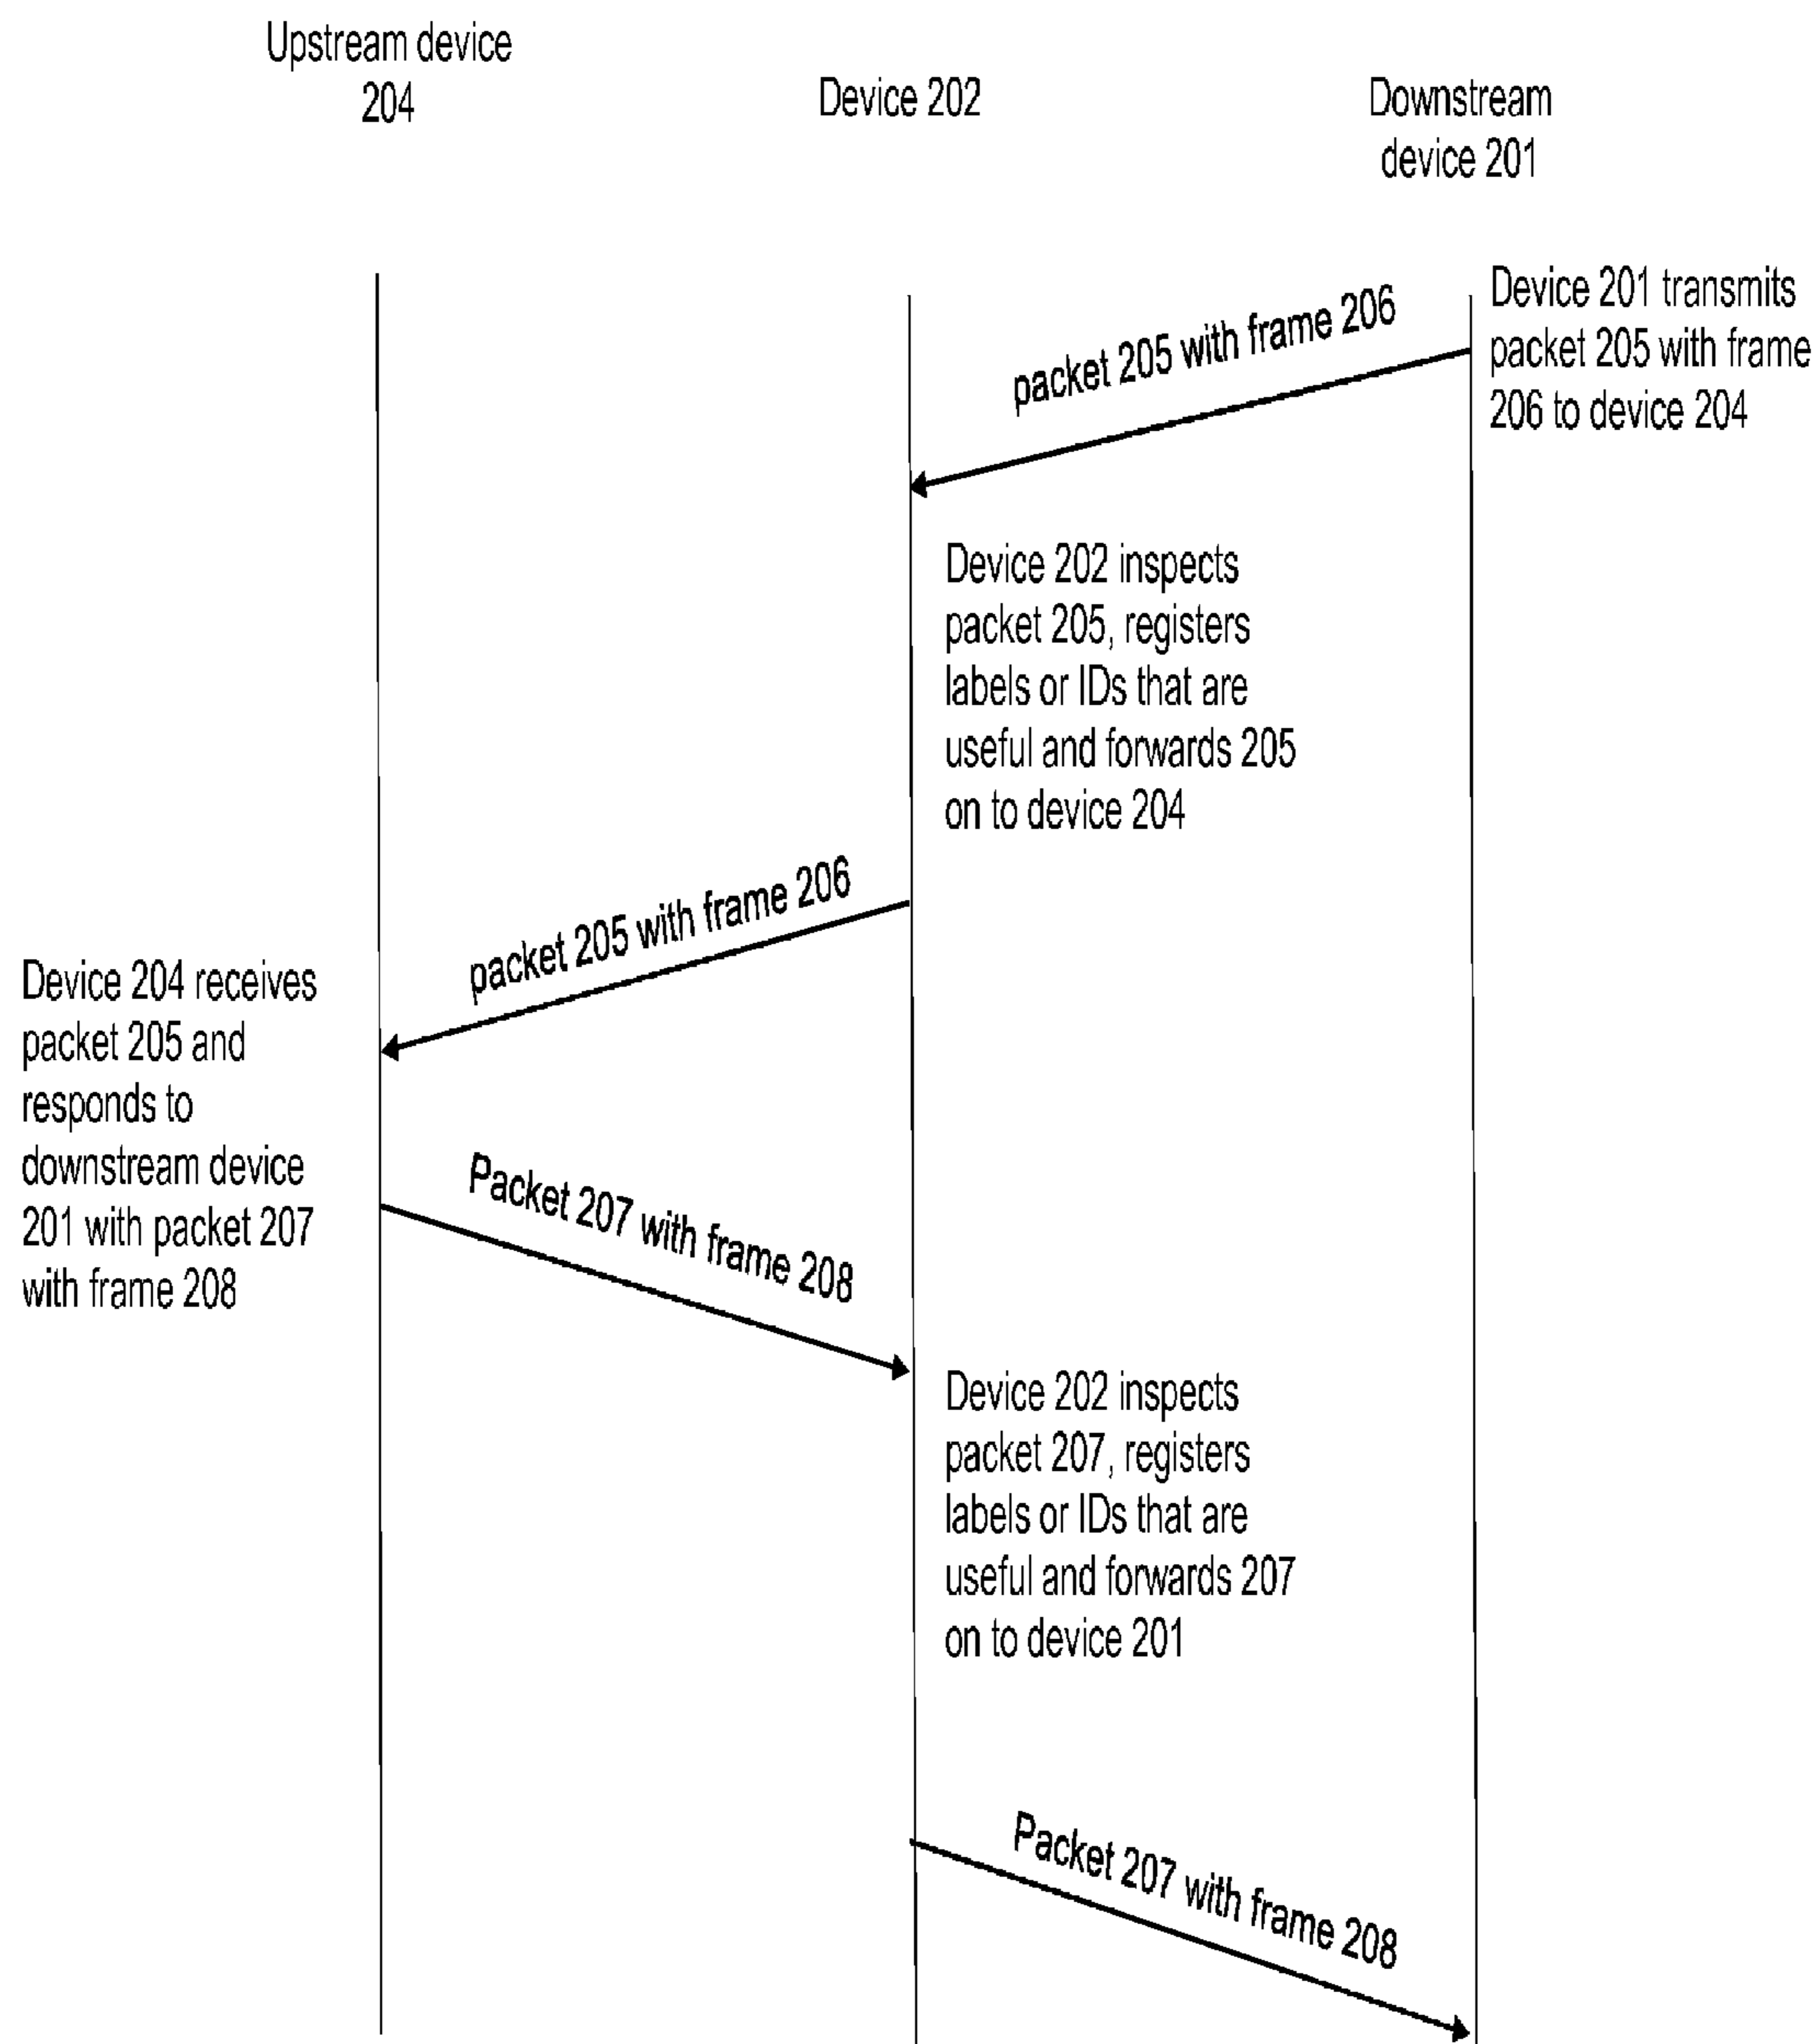 Upstream device
204
Device 202
Downstream
device 201
Device 201 transmits
packet 205 with frame
206 to device 204
packet 205 with frame 206
Device 202 inspects
packet 205, registers
labels or IDs that are
useful and forwards 205
on to device 204
packet 205 with frame 206
Device 204 receives
packet 205 and
responds to
downstream device
201 with packet 207
with frame 208
Packet 207 with frame 208
Device 202 inspects
packet 207, registers
labels or IDs that are
useful and forwards 207
on to device 201
Packet 207 with frame 208